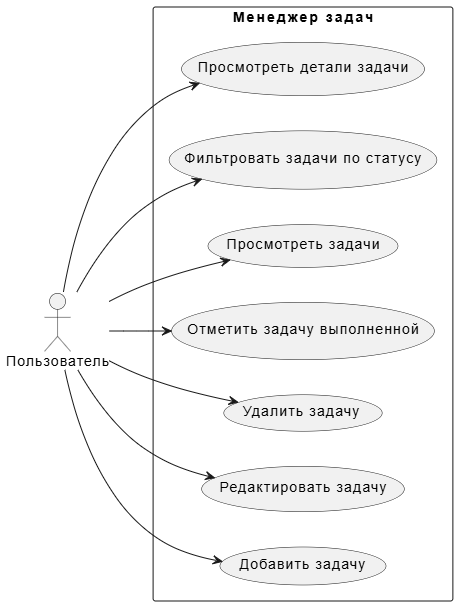 Менеджер задач
Просмотреть детали задачи
Фильтровать задачи по статусу
Просмотреть задачи
Отметить задачу выполненной
Пользователь
Удалить задачу
Редактировать задачу
Добавить задачу